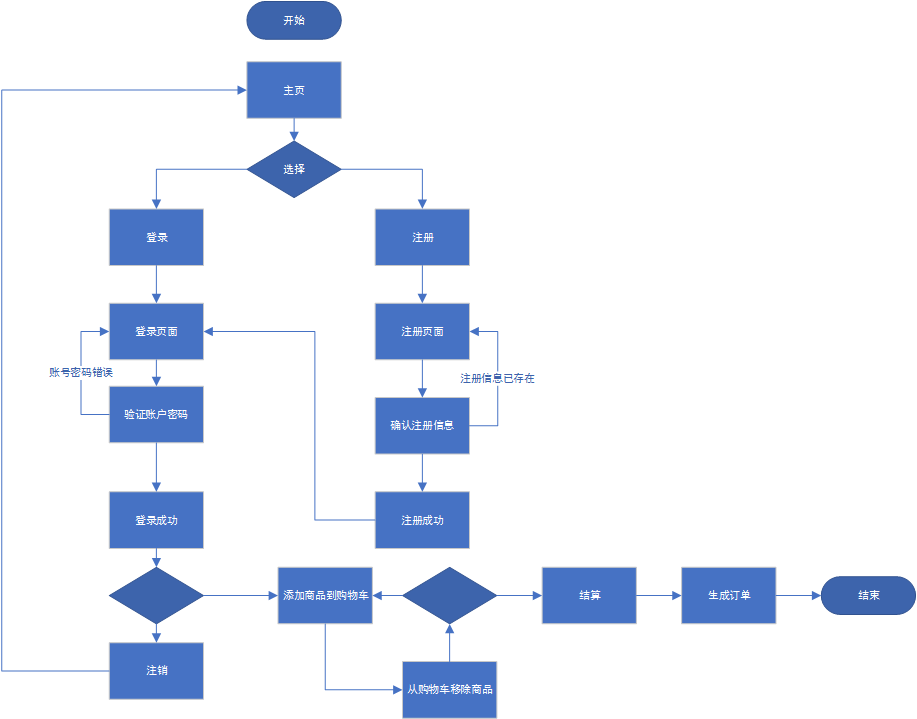 开始
主页
选择
登录
注册
登录页面
注册页面
账号密码错误
注册信息已存在
验证账户密码
确认注册信息
登录成功
注册成功
添加商品到购物车
结算
生成订单
结束
注销
从购物车移除商品